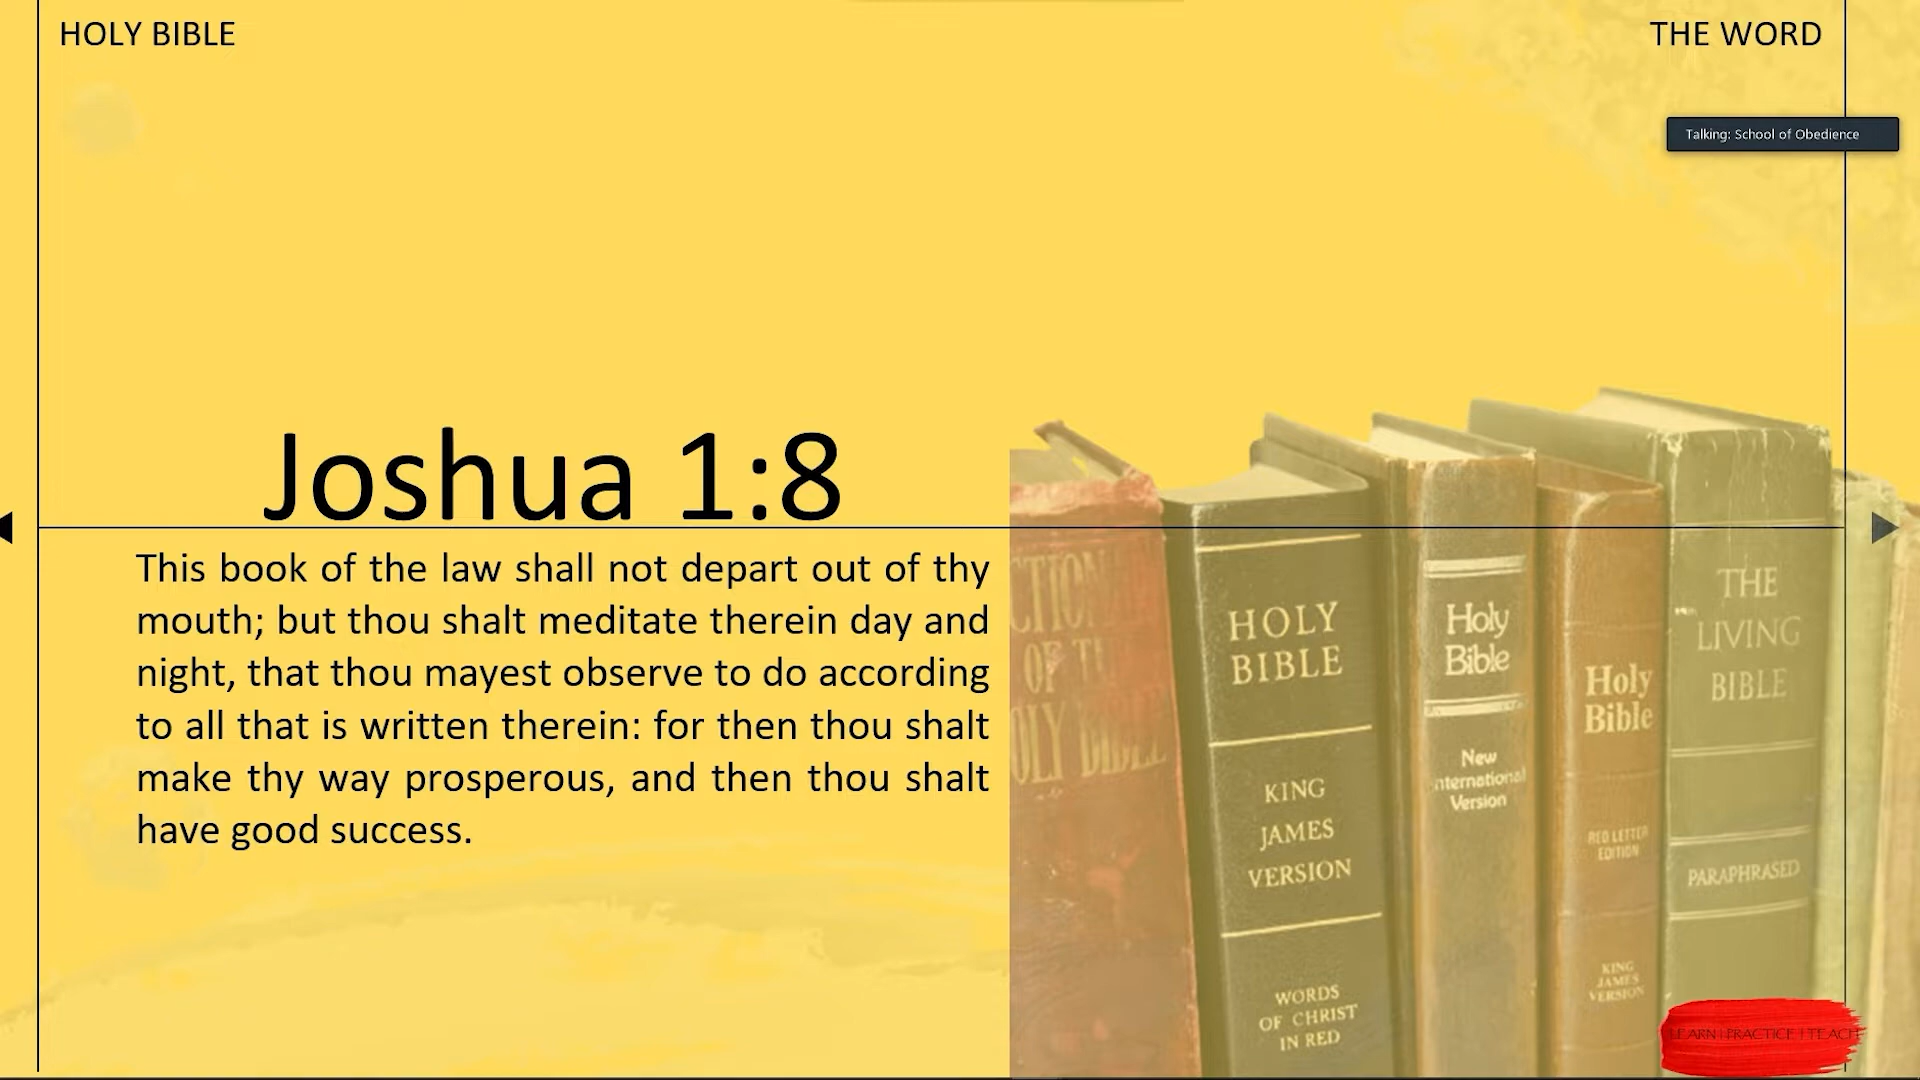 HOLY BIBLE
THE WORD
Talking: School of Obedience
Joshua 1:8
This book of the law shall not depart out of thy
mouth; but thou shalt meditate therein day and
night, that thou mayest observe to do according
to all that is written therein: for then thou shalt
make thy way prosperous, and then thou shalt
have good success.
OF
HOLY
BIBLE
KING
JAMES
VERSION
WORDS
OF CHRIST
IN RED
Holy
Bible
New
International
Version
Holy
Bible
RED LETTER
EDITION
KING
JAMES
VERSION
THE
LIVING
BIBLE
PARAPHRASED
LEARN | PRACTICE | TEACH